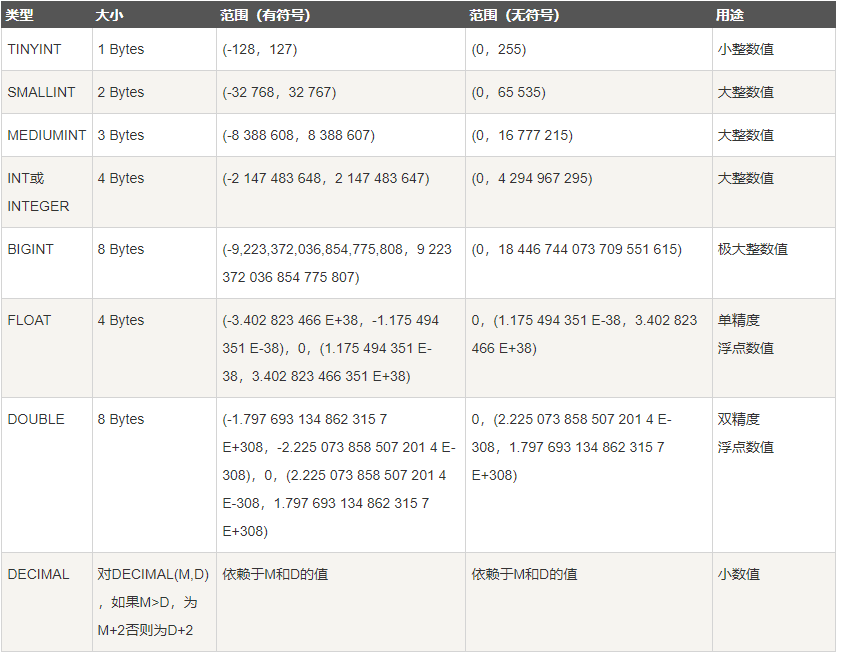 类型 大小 范围（有符号） 范围（无符号） 用途
TINYINT 1 Bytes (-128，127) (0，255) 小整数值
SMALLINT 2 Bytes (-32 768，32 767) (0，65 535) 大整数值
MEDIUMINT 3 Bytes (-8 388 608，8 388 607) (0，16 777 215) 大整数值
INT或 4 Bytes (-2 147 483 648，2 147 483 647) (0，4 294 967 295) 大整数值
INTEGER
BIGINT 8 Bytes (-9,223,372,036,854,775,808，9 223 (0，18 446 744 073 709 551 615) 极大整数值
372 036 854 775 807)
FLOAT 4 Bytes (-3.402 823 466 E+38，-1.175 494 0，(1.175 494 351 E-38，3.402 823 单精度
351 E-38)，0，(1.175 494 351 E- 466 E+38) 浮点数值
38，3.402 823 466 351 E+38)
DOUBLE 8 Bytes (-1.797 693 134 862 315 7 0，(2.225 073 858 507 201 4 E- 双精度
E+308，-2.225 073 858 507 201 4 E- 308，1.797 693 134 862 315 7 浮点数值
308)，0，(2.225 073 858 507 201 4 E+308)
E-308，1.797 693 134 862 315 7
E+308)
DECIMAL 对DECIMAL(M,D) 依赖于M和D的值 依赖于M和D的值 小数值
，如果M>D，为
M+2否则为D+2